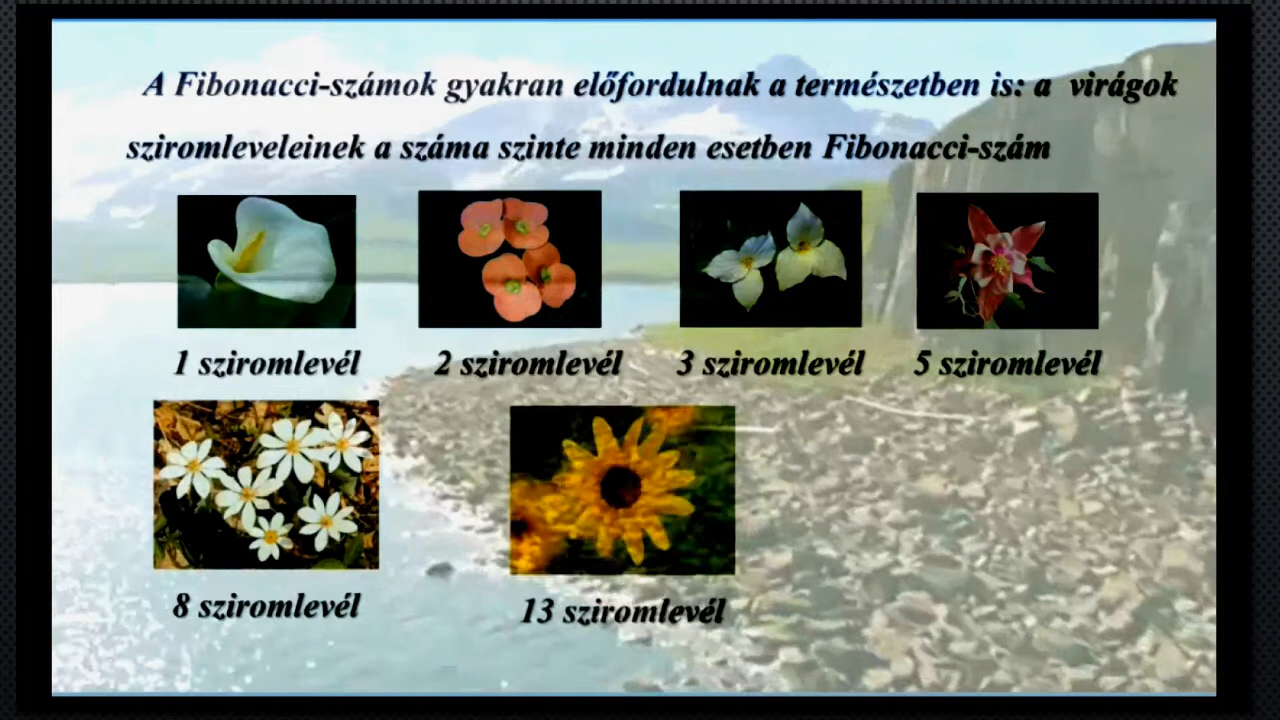 A Fibonacci-számok gyakran előfordulnak a természetben is: a virágok
sziromleveleinek a száma szinte minden esetben Fibonacci-szám
1 sziromlevél
2 sziromlevél
3 sziromlevél
5 sziromlevél
8 sziromlevél
13 sziromlevél